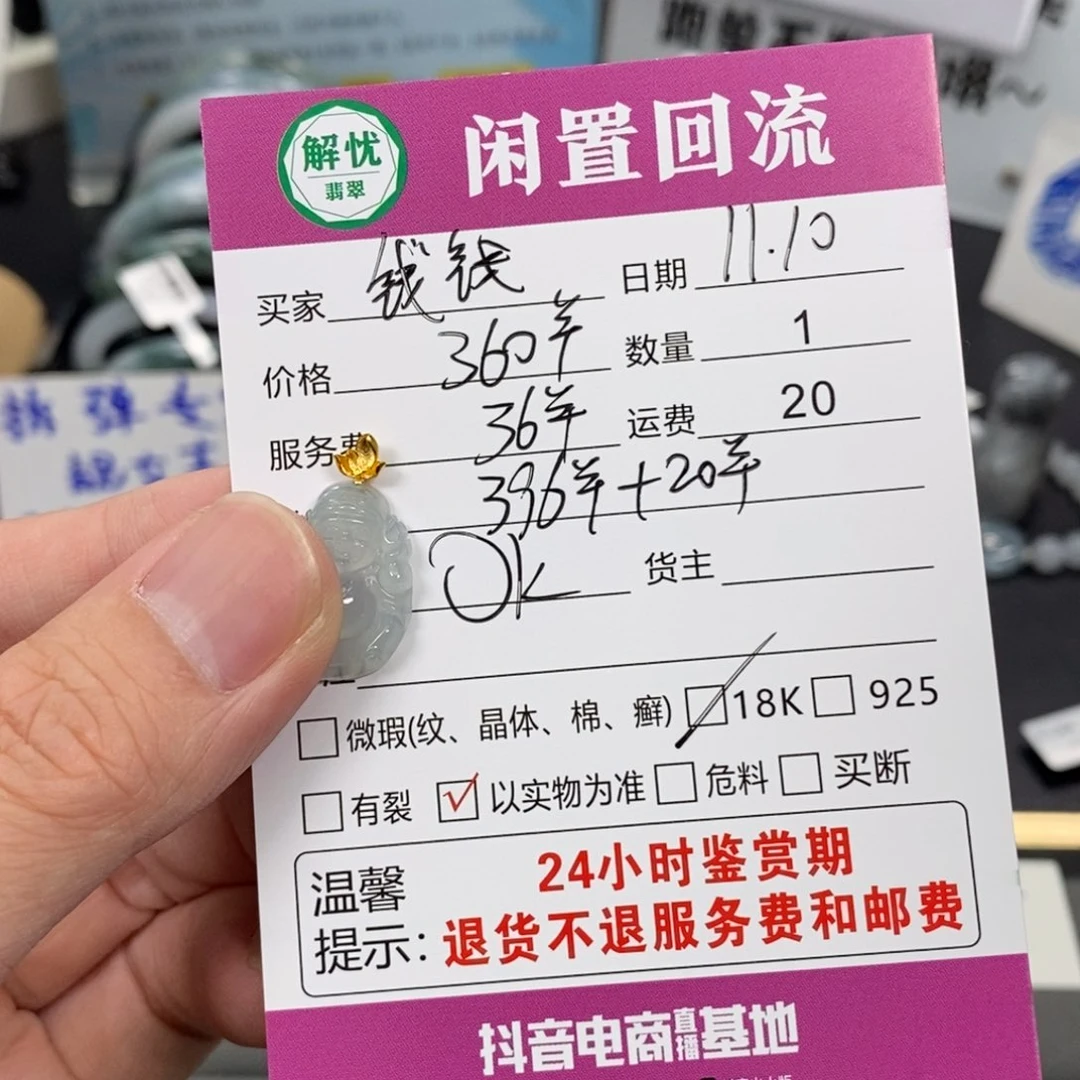 解忧
翡翠
闲置回流
买家 钱钱 日期 11.10
价格 360羊 数量 1
服务费 36羊 运费 20
396羊+20羊
OK 货主
微瑕(纹、晶体、棉、癣) 18K 925
有裂 √ 以实物为准 危料 买断
温馨提示: 24小时鉴赏期
退货不退服务费和邮费
抖音电商直播基地